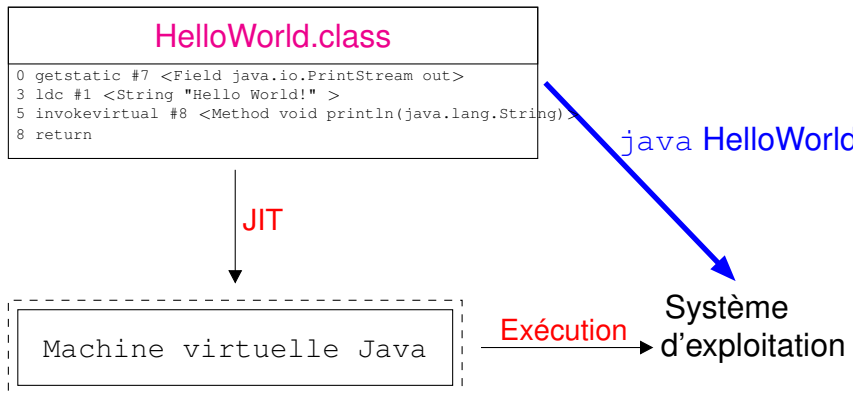 HelloWorld.class
0 getstatic #7 <Field java.io.PrintStream out>
3 ldc #1 <String "Hello World!" >
5 invokevirtual #8 <Method void println(java.lang.String)>
8 return
java HelloWorld
JIT
Machine virtuelle Java
Exécution
Système
d'exploitation